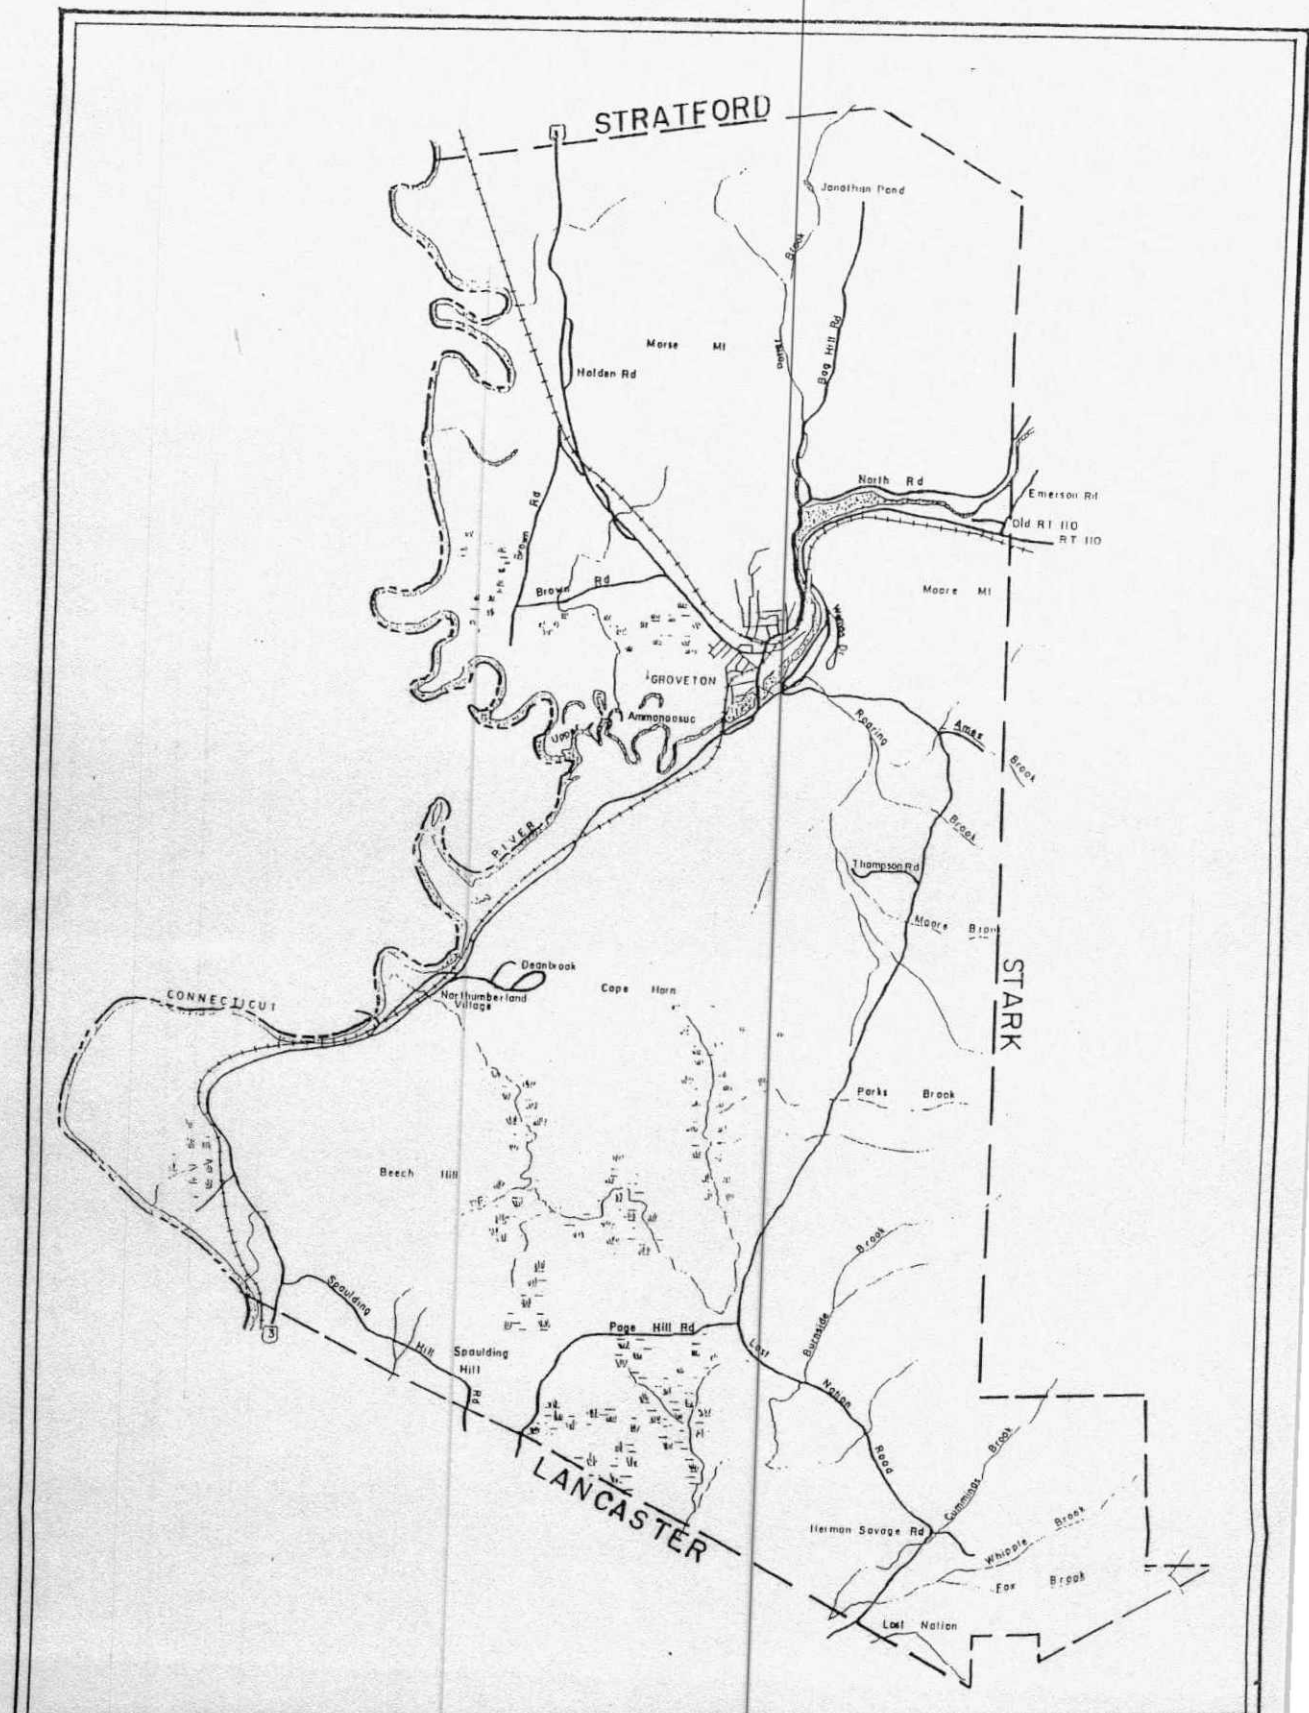 STRATFORD
Jonathan Pond
Brook
Morse Mt
Bag Hill Rd
Holden Rd
North Rd
Emerson Rd
Old RT 110
RT 110
Brown Rd
Brown Rd
Moore Mt
GROVETON
Ammonoosuc
Upper
Roaring
Ames
Brook
Brook
RIVER
Thompson Rd
Moore Brook
Deanbrook
CONNECTICUT
Northumberland
Village
Cape Horn
STARK
Parks Brook
Beech Hill
Brook
Burnside
Spaulding
Hill
Rd
Spaulding
Hill
Page Hill Rd
Lost
Nation
Road
3
Brook
Cummings
LANCASTER
Herman Savage Rd
Whipple Brook
Fox Brook
Lost Nation